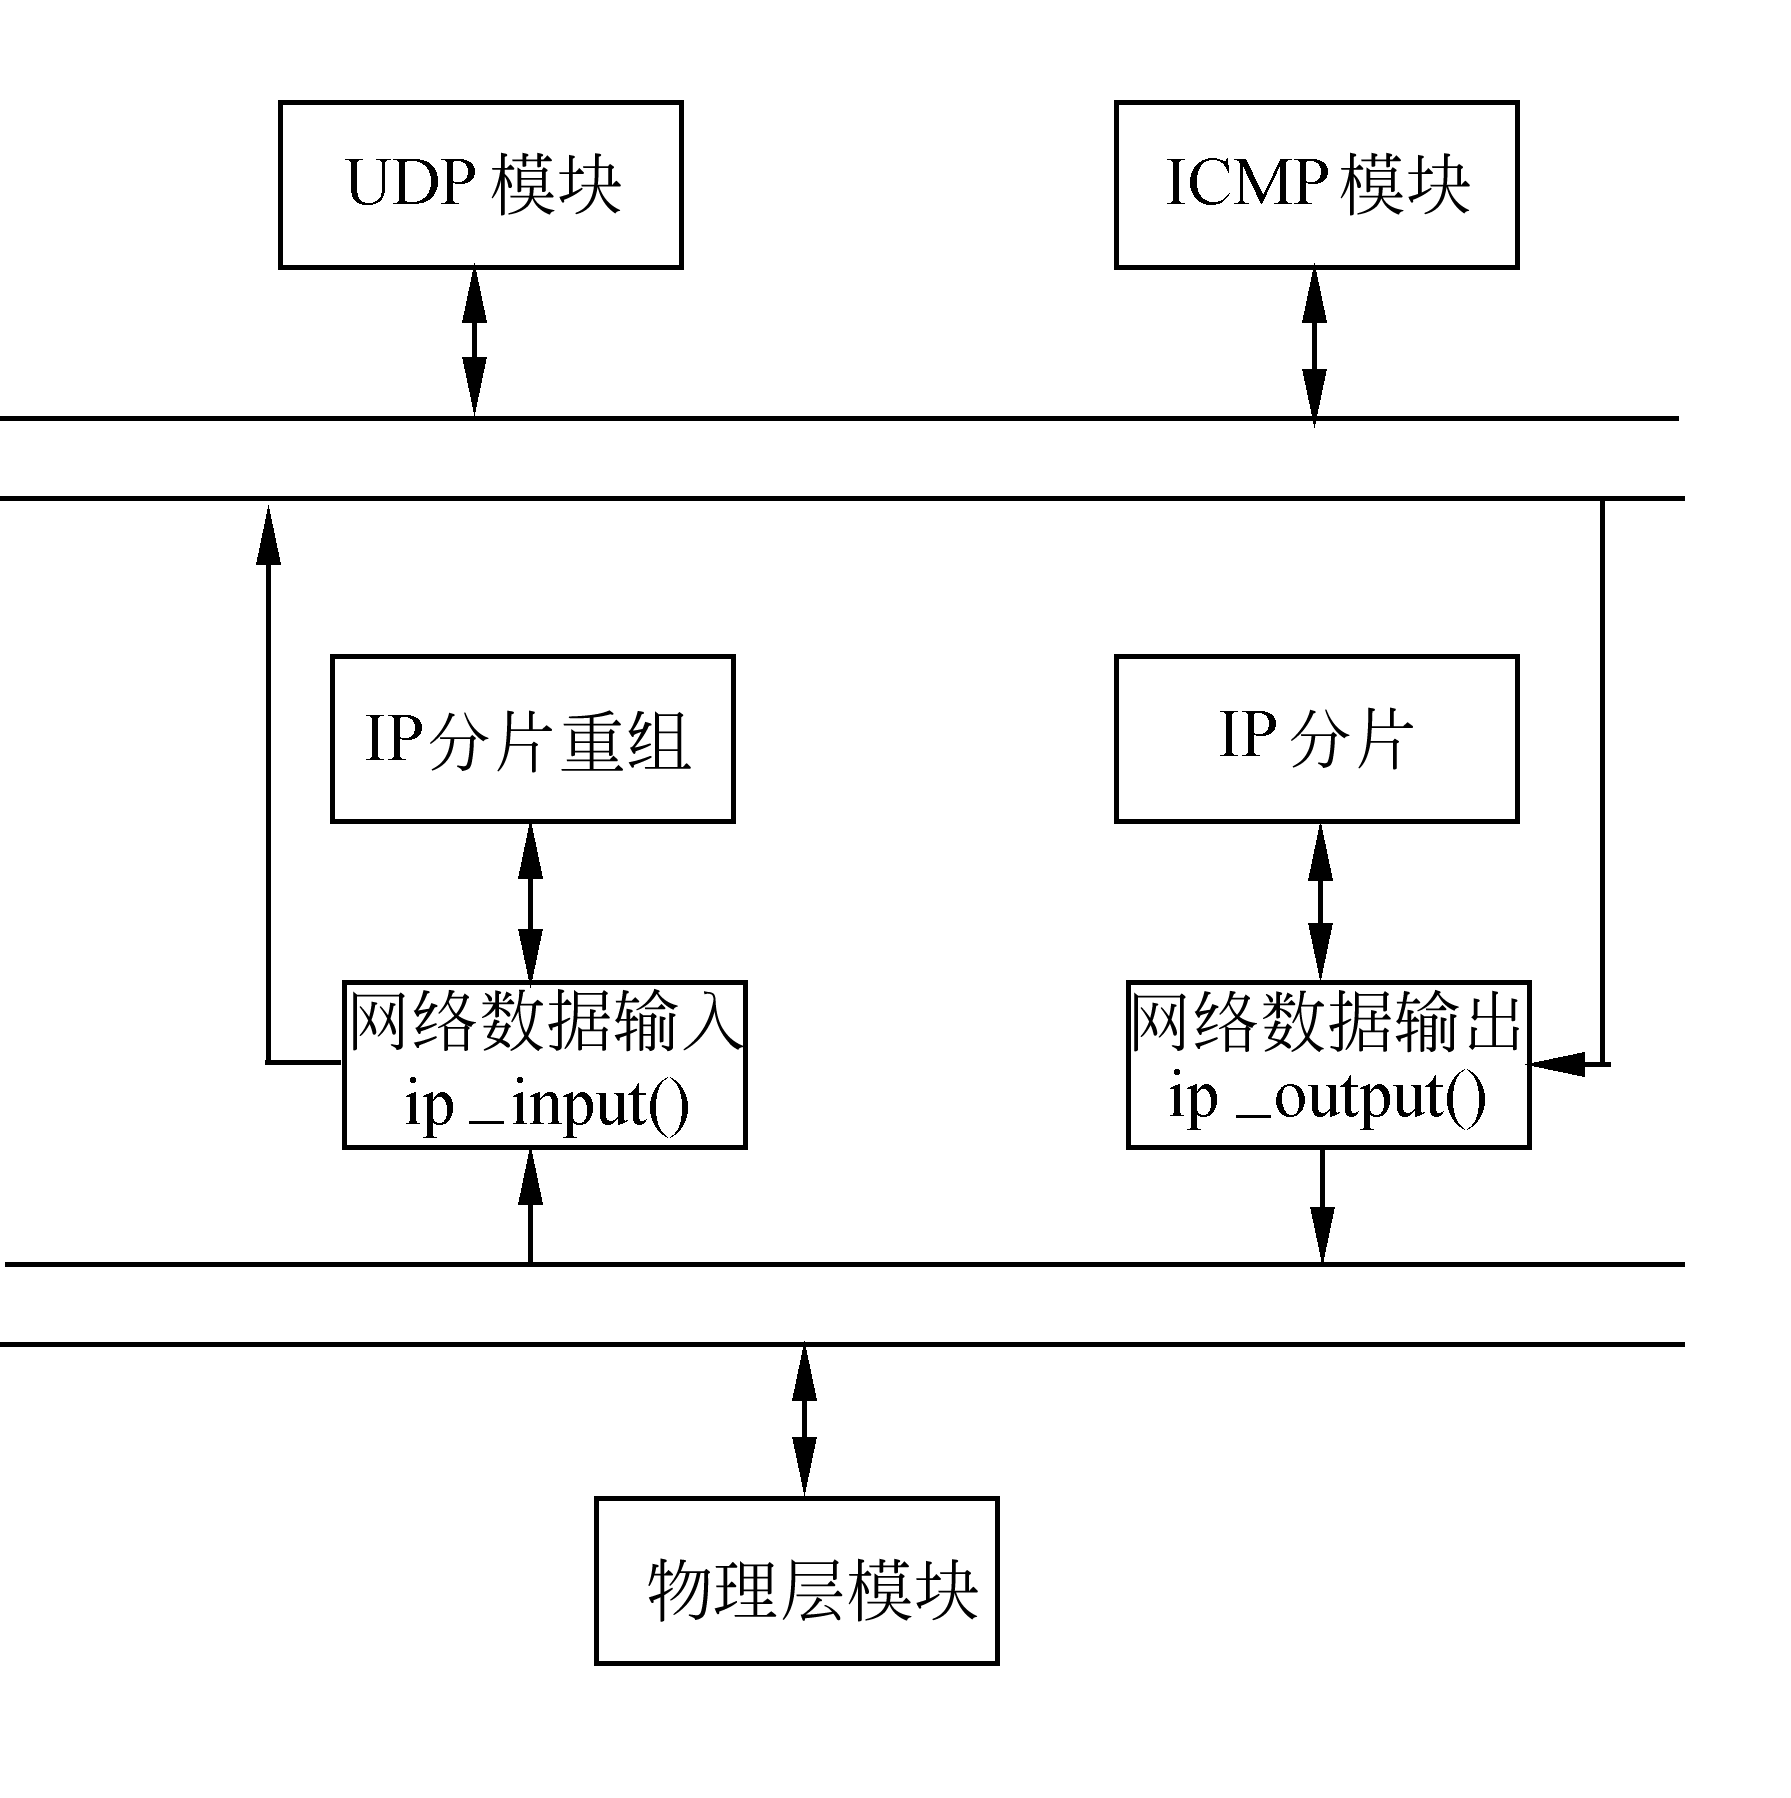 UDP 模块
ICMP 模块
IP分片重组
IP 分片
网络数据输入
ip _input()
网络数据输出
ip _output()
物理层模块